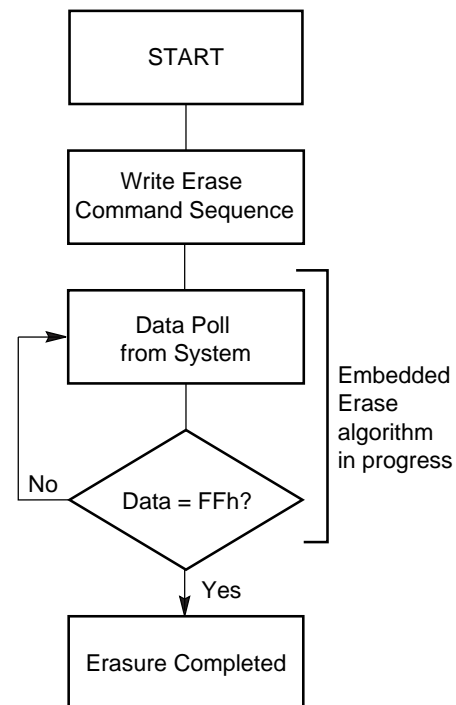 START
Write Erase
Command Sequence
Data Poll
from System
Embedded
Erase
algorithm
in progress
No
Data = FFh?
Yes
Erasure Completed